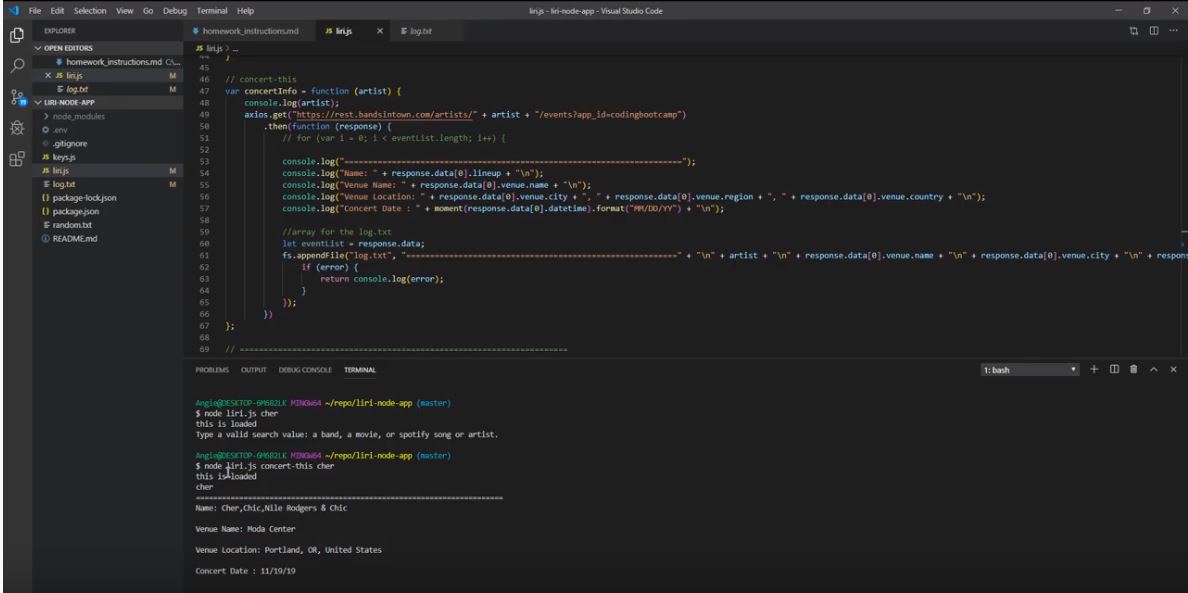 File Edit Selection View Go Debug Terminal Help
liri.js - liri-node-app - Visual Studio Code
EXPLORER
OPEN EDITORS
homework_instructions.md C:\...
JS liri.js M
log.txt M
LIRI-NODE-APP
node_modules
.env
.gitignore
JS keys.js
JS liri.js M
log.txt M
{} package-lock.json
{} package.json
random.txt
README.md
homework_instructions.md
JS liri.js
log.txt
JS liri.js > ...
44 }
45
46 // concert-this
47 var concertInfo = function (artist) {
48 console.log(artist);
49 axios.get("https://rest.bandsintown.com/artists/" + artist + "/events?app_id=codingbootcamp")
50 .then(function (response) {
51 // for (var i = 0; i < eventList.length; i++) {
52
53 console.log("======================================================================");
54 console.log("Name: " + response.data[0].lineup + "\n");
55 console.log("Venue Name: " + response.data[0].venue.name + "\n");
56 console.log("Venue Location: " + response.data[0].venue.city + ", " + response.data[0].venue.region + ", " + response.data[0].venue.country + "\n");
57 console.log("Concert Date : " + moment(response.data[0].datetime).format("MM/DD/YY") + "\n");
58
59 //array for the log.txt
60 let eventList = response.data;
61 fs.appendFile("log.txt", "========================================================" + "\n" + artist + "\n" + response.data[0].venue.name + "\n" + response.data[0].venue.city + "\n" + respons
62 if (error) {
63 return console.log(error);
64 }
65 });
66 })
67 };
68
69 // ====================================================================
PROBLEMS OUTPUT DEBUG CONSOLE TERMINAL
1: bash
Angie@DESKTOP-6M682LK MINGW64 ~/repo/liri-node-app (master)
$ node liri.js cher
this is loaded
Type a valid search value: a band, a movie, or spotify song or artist.
Angie@DESKTOP-6M682LK MINGW64 ~/repo/liri-node-app (master)
$ node liri.js concert-this cher
this is loaded
cher
======================================================================
Name: Cher,Chic,Nile Rodgers & Chic
Venue Name: Moda Center
Venue Location: Portland, OR, United States
Concert Date : 11/19/19